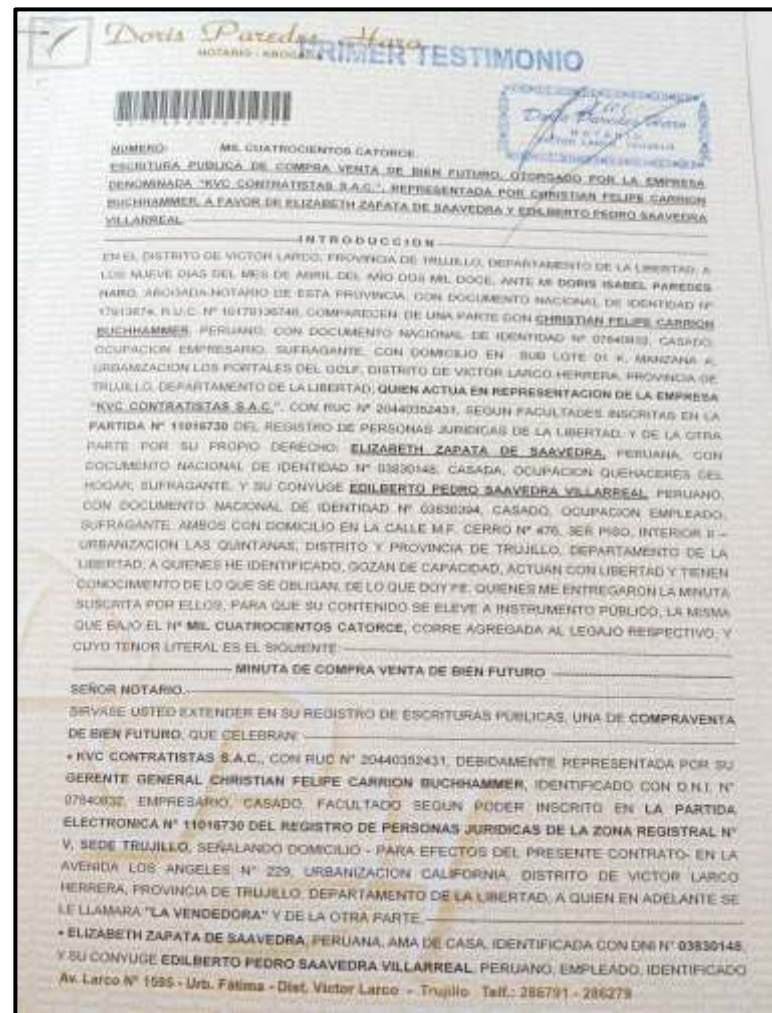 Doris Paredes Haro
NOTARIO - ABOGADA
PRIMER TESTIMONIO
NUMERO: MIL CUATROCIENTOS CATORCE
ESCRITURA PUBLICA DE COMPRA VENTA DE BIEN FUTURO, OTORGADO POR LA EMPRESA
DENOMINADA "KVC CONTRATISTAS S.A.C.", REPRESENTADA POR CHRISTIAN FELIPE CARRION
BUCHHAMMER, A FAVOR DE ELIZABETH ZAPATA DE SAAVEDRA Y EDILBERTO PEDRO SAAVEDRA
VILLARREAL
INTRODUCCION
EN EL DISTRITO DE VICTOR LARCO, PROVINCIA DE TRUJILLO, DEPARTAMENTO DE LA LIBERTAD, A
LOS NUEVE DIAS DEL MES DE ABRIL DEL AÑO DOS MIL DOCE, ANTE MI DORIS ISABEL PAREDES
HARO, ABOGADA-NOTARIO DE ESTA PROVINCIA, CON DOCUMENTO NACIONAL DE IDENTIDAD Nº
R.U.C. Nº COMPARECEN: DE UNA PARTE DON CHRISTIAN FELIPE CARRION
BUCHHAMMER, PERUANO, CON DOCUMENTO NACIONAL DE IDENTIDAD Nº 07840832, CASADO,
OCUPACION EMPRESARIO, SUFRAGANTE, CON DOMICILIO EN SUB LOTE 01 K, MANZANA A,
URBANIZACION LOS PORTALES DEL GOLF, DISTRITO DE VICTOR LARCO HERRERA, PROVINCIA DE
TRUJILLO, DEPARTAMENTO DE LA LIBERTAD, QUIEN ACTUA EN REPRESENTACION DE LA EMPRESA
"KVC CONTRATISTAS S.A.C.", CON RUC Nº 20440352431, SEGUN FACULTADES INSCRITAS EN LA
PARTIDA Nº 11016730 DEL REGISTRO DE PERSONAS JURIDICAS DE LA LIBERTAD, Y DE LA OTRA
PARTE POR SU PROPIO DERECHO: ELIZABETH ZAPATA DE SAAVEDRA, PERUANA, CON
DOCUMENTO NACIONAL DE IDENTIDAD Nº 03830148, CASADA, OCUPACION QUEHACERES DEL
HOGAR, SUFRAGANTE, Y SU CONYUGE EDILBERTO PEDRO SAAVEDRA VILLARREAL, PERUANO,
CON DOCUMENTO NACIONAL DE IDENTIDAD Nº CASADO, OCUPACION EMPLEADO,
SUFRAGANTE, AMBOS CON DOMICILIO EN LA CALLE M.F. CERRO Nº 476, 3ER PISO, INTERIOR II –
URBANIZACION LAS QUINTANAS, DISTRITO Y PROVINCIA DE TRUJILLO, DEPARTAMENTO DE LA
LIBERTAD; A QUIENES HE IDENTIFICADO, GOZAN DE CAPACIDAD, ACTUAN CON LIBERTAD Y TIENEN
CONOCIMIENTO DE LO QUE SE OBLIGAN, DE LO QUE DOY FE, QUIENES ME ENTREGARON LA MINUTA
SUSCRITA POR ELLOS, PARA QUE SU CONTENIDO SE ELEVE A INSTRUMENTO PÚBLICO, LA MISMA
QUE BAJO EL Nº MIL CUATROCIENTOS CATORCE, CORRE AGREGADA AL LEGAJO RESPECTIVO, Y
CUYO TENOR LITERAL ES EL SIGUIENTE:
MINUTA DE COMPRA VENTA DE BIEN FUTURO
SEÑOR NOTARIO.-
SIRVASE USTED EXTENDER EN SU REGISTRO DE ESCRITURAS PÚBLICAS, UNA DE COMPRAVENTA
DE BIEN FUTURO, QUE CELEBRAN:
• KVC CONTRATISTAS S.A.C., CON RUC Nº 20440352431, DEBIDAMENTE REPRESENTADA POR SU
GERENTE GENERAL CHRISTIAN FELIPE CARRION BUCHHAMMER, IDENTIFICADO CON D.N.I. Nº
07840832, EMPRESARIO, CASADO, FACULTADO SEGUN PODER INSCRITO EN LA PARTIDA
ELECTRONICA Nº 11016730 DEL REGISTRO DE PERSONAS JURIDICAS DE LA ZONA REGISTRAL Nº
V, SEDE TRUJILLO, SEÑALANDO DOMICILIO - PARA EFECTOS DEL PRESENTE CONTRATO- EN LA
AVENIDA LOS ANGELES Nº 229, URBANIZACION CALIFORNIA, DISTRITO DE VICTOR LARCO
HERRERA, PROVINCIA DE TRUJILLO, DEPARTAMENTO DE LA LIBERTAD, A QUIEN EN ADELANTE SE
LE LLAMARA "LA VENDEDORA" Y DE LA OTRA PARTE.
• ELIZABETH ZAPATA DE SAAVEDRA, PERUANA, AMA DE CASA, IDENTIFICADA CON DNI Nº 03830148,
Y SU CONYUGE EDILBERTO PEDRO SAAVEDRA VILLARREAL, PERUANO, EMPLEADO, IDENTIFICADO
Av. Larco Nº 1595 - Urb. Fátima - Dist. Victor Larco - Trujillo Telf.: 286791 - 286279